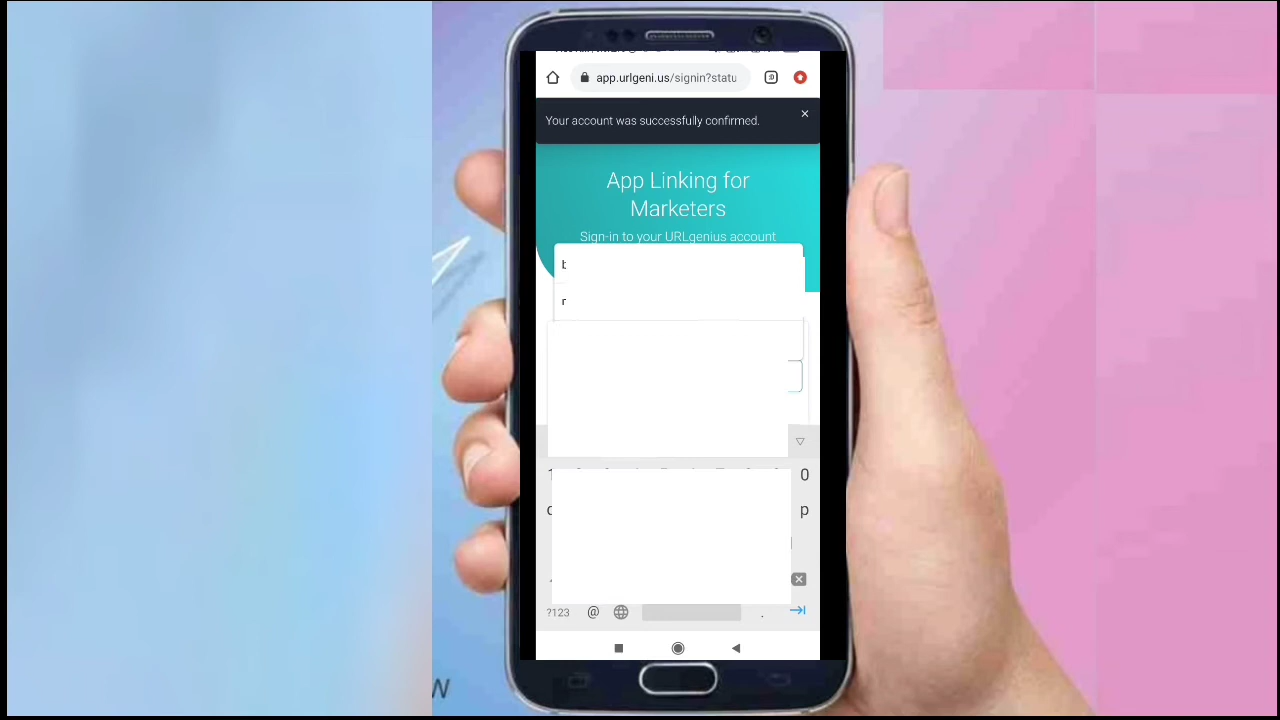 app.urlgeni.us/signin?statu
Your account was successfully confirmed.
App Linking for
Marketers
Sign-in to your URLgenius account
0
p
?123 @ .
W